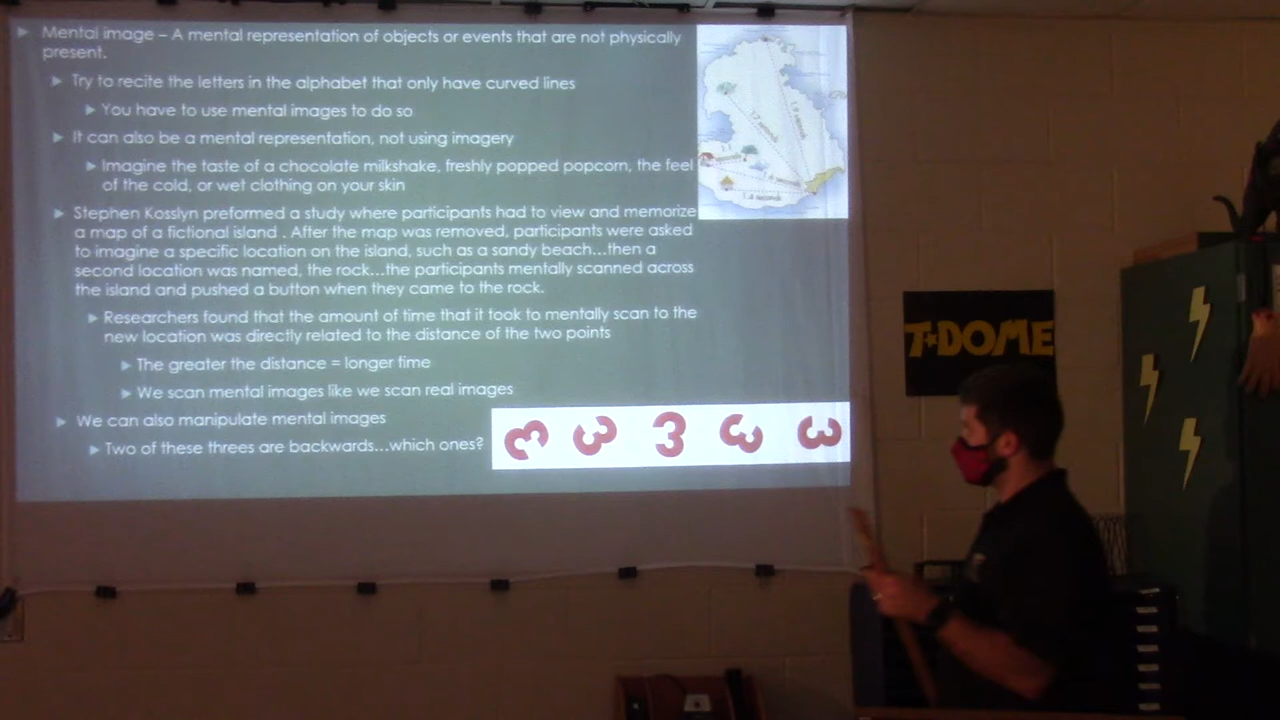 Mental image – A mental representation of objects or events that are not physically
present.
Try to recite the letters in the alphabet that only have curved lines
You have to use mental images to do so
It can also be a mental representation, not using imagery
Imagine the taste of a chocolate milkshake, freshly popped popcorn, the feel
of the cold, or wet clothing on your skin
Stephen Kosslyn preformed a study where participants had to view and memorize
a map of a fictional island . After the map was removed, participants were asked
to imagine a specific location on the island, such as a sandy beach...then a
second location was named, the rock...the participants mentally scanned across
the island and pushed a button when they came to the rock.
Researchers found that the amount of time that it took to mentally scan to the
new location was directly related to the distance of the two points
The greater the distance = longer time
We scan mental images like we scan real images
We can also manipulate mental images
Two of these threes are backwards...which ones?
3 3 3 3 3
T★DOME